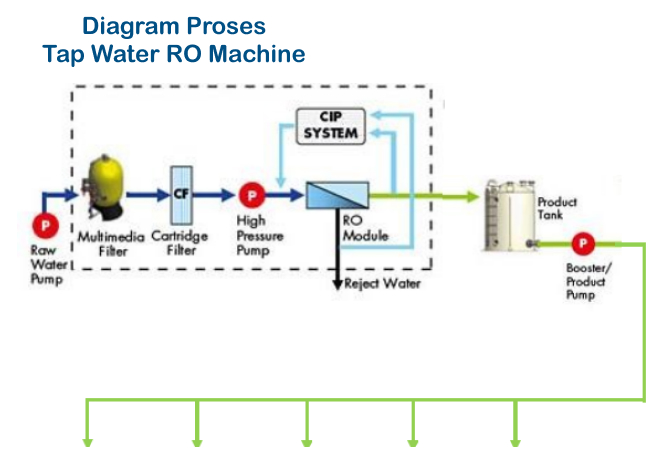 Diagram Proses
Tap Water RO Machine
CIP
SYSTEM
P
Raw
Water
Pump
Multimedia
Filter
CF
Cartridge
Filter
P
High
Pressure
Pump
RO
Module
Reject Water
Product
Tank
P
Booster/
Product
Pump